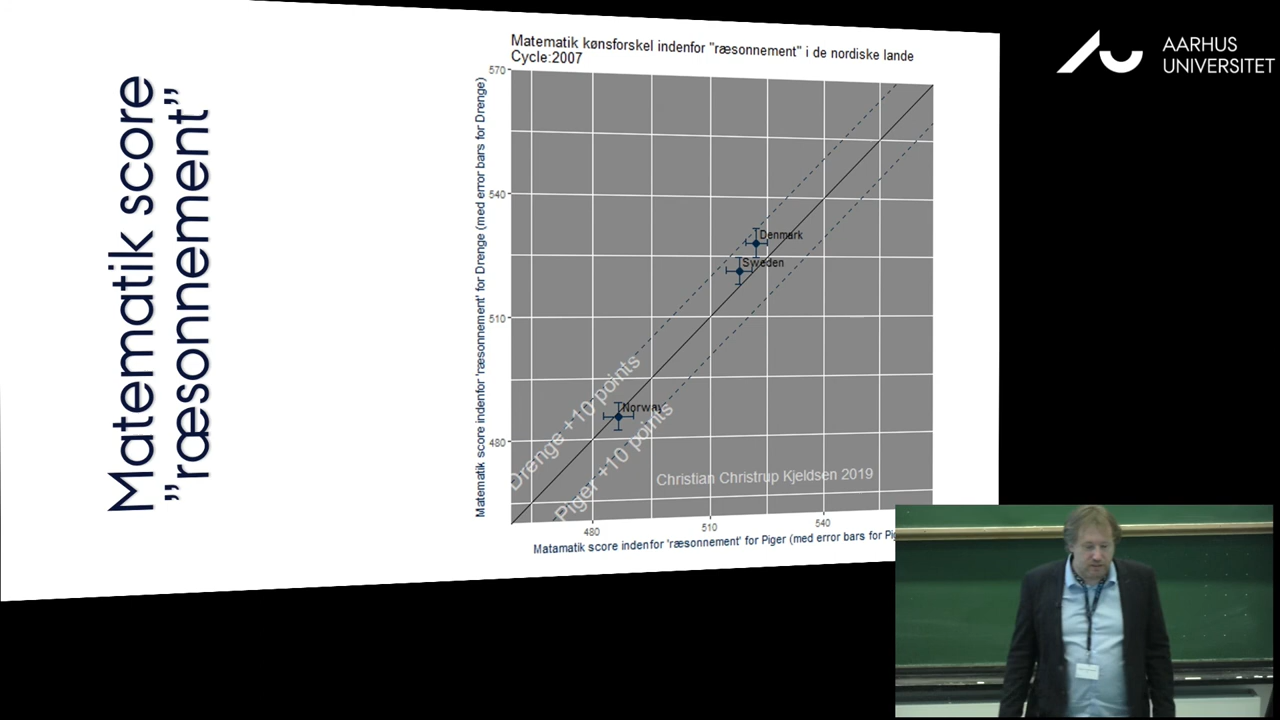 Matematik score
”ræsonnement”
Matematik kønsforskel indenfor "ræsonnement" i de nordiske lande
Cycle:2007
Matematik score indenfor 'ræsonnement' for Drenge (med error bars for Drenge)
570
540
510
480
Denmark
Sweden
Norway
Drenge +10 points
Piger +10 points
Christian Christrup Kjeldsen 2019
480
510
540
Matamatik score indenfor 'ræsonnement' for Piger (med error bars for
AARHUS
UNIVERSITET